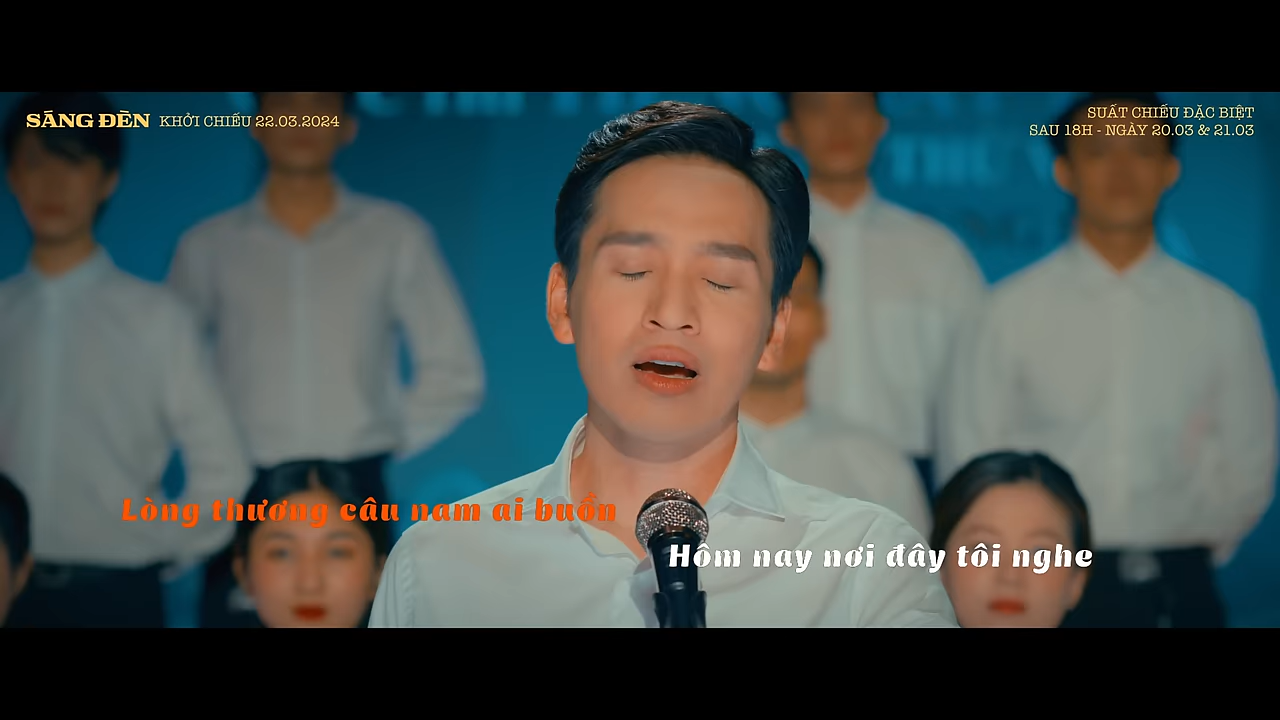 SÁNG ĐÈN KHỞI CHIẾU 22.03.2024
SUẤT CHIẾU ĐẶC BIỆT
SAU 18H - NGÀY 20.03 & 21.03
Lòng thương câu nam ai buồn
Hôm nay nơi đây tôi nghe